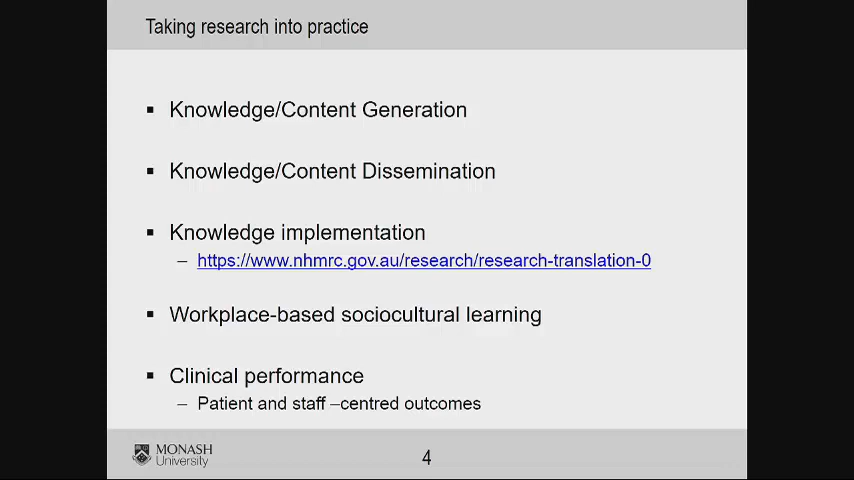 Taking research into practice
▪ Knowledge/Content Generation
▪ Knowledge/Content Dissemination
▪ Knowledge implementation
– https://www.nhmrc.gov.au/research/research-translation-0
▪ Workplace-based sociocultural learning
▪ Clinical performance
– Patient and staff –centred outcomes
MONASH
University
4